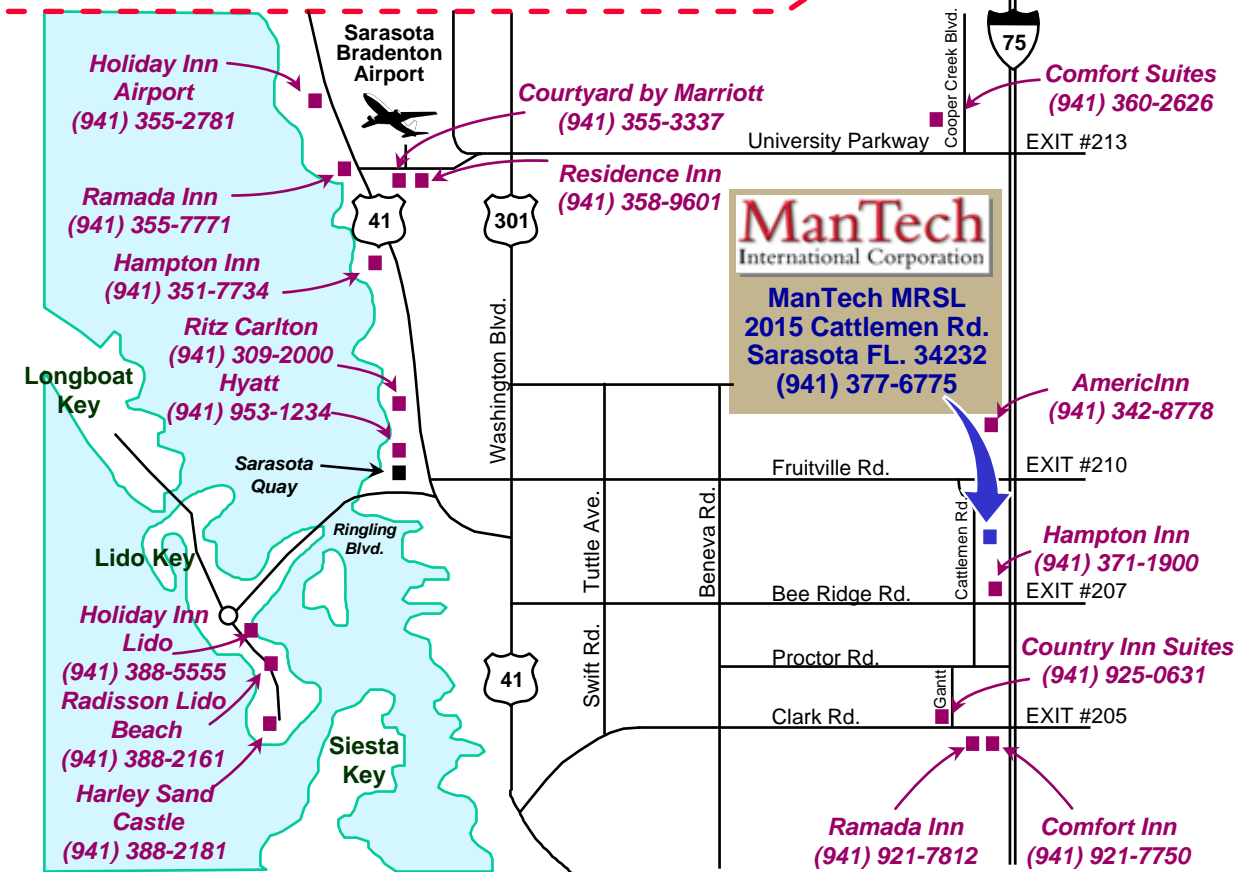 Sarasota
Bradenton
Airport
Holiday Inn
Airport
(941) 355-2781
Courtyard by Marriott
(941) 355-3337
Cooper Creek Blvd.
75
Comfort Suites
(941) 360-2626
University Parkway
EXIT #213
Ramada Inn
(941) 355-7771
Residence Inn
(941) 358-9601
41
301
ManTech
International Corporation
ManTech MRSL
2015 Cattlemen Rd.
Sarasota FL. 34232
(941) 377-6775
Hampton Inn
(941) 351-7734
Ritz Carlton
(941) 309-2000
Hyatt
(941) 953-1234
Washington Blvd.
Longboat
Key
AmericInn
(941) 342-8778
Sarasota
Quay
Fruitville Rd.
EXIT #210
Ringling
Blvd.
Tuttle Ave.
Beneva Rd.
Cattlemen Rd.
Hampton Inn
(941) 371-1900
Lido Key
Bee Ridge Rd.
EXIT #207
Holiday Inn
Lido
(941) 388-5555
Swift Rd.
41
Proctor Rd.
Country Inn Suites
(941) 925-0631
Gantt
Radisson Lido
Beach
(941) 388-2161
Clark Rd.
EXIT #205
Siesta
Key
Harley Sand
Castle
(941) 388-2181
Ramada Inn
(941) 921-7812
Comfort Inn
(941) 921-7750